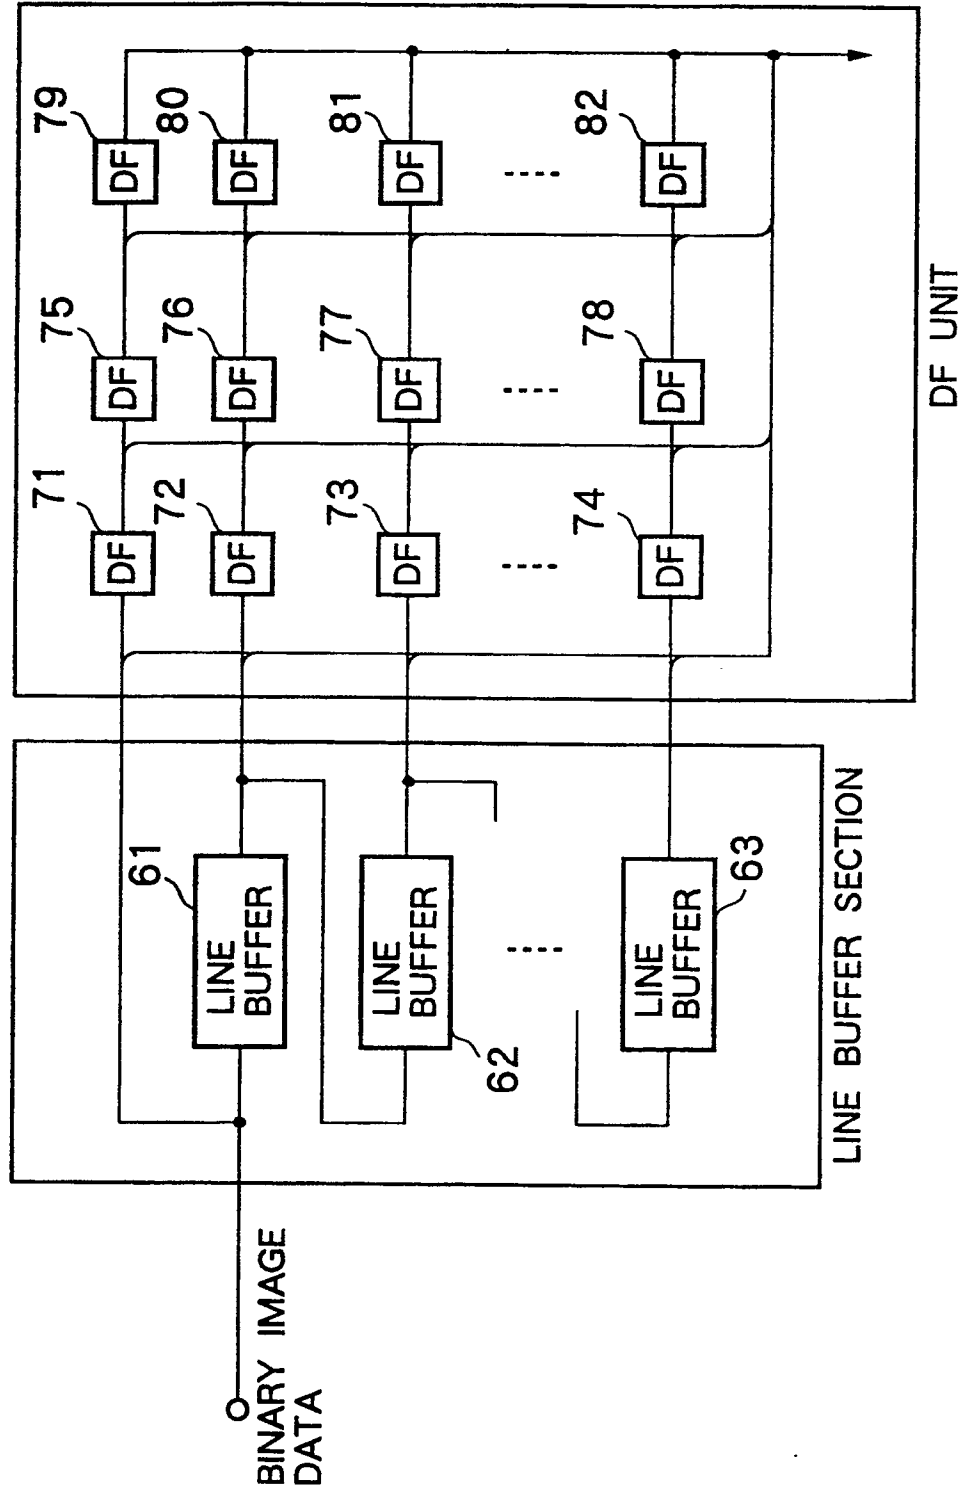 BINARY IMAGE
DATA
61
LINE
BUFFER
LINE
BUFFER
62
LINE
BUFFER
63
LINE BUFFER SECTION
71
DF
75
DF
79
DF
72
DF
76
DF
80
DF
73
DF
77
DF
81
DF
74
DF
78
DF
82
DF
DF UNIT